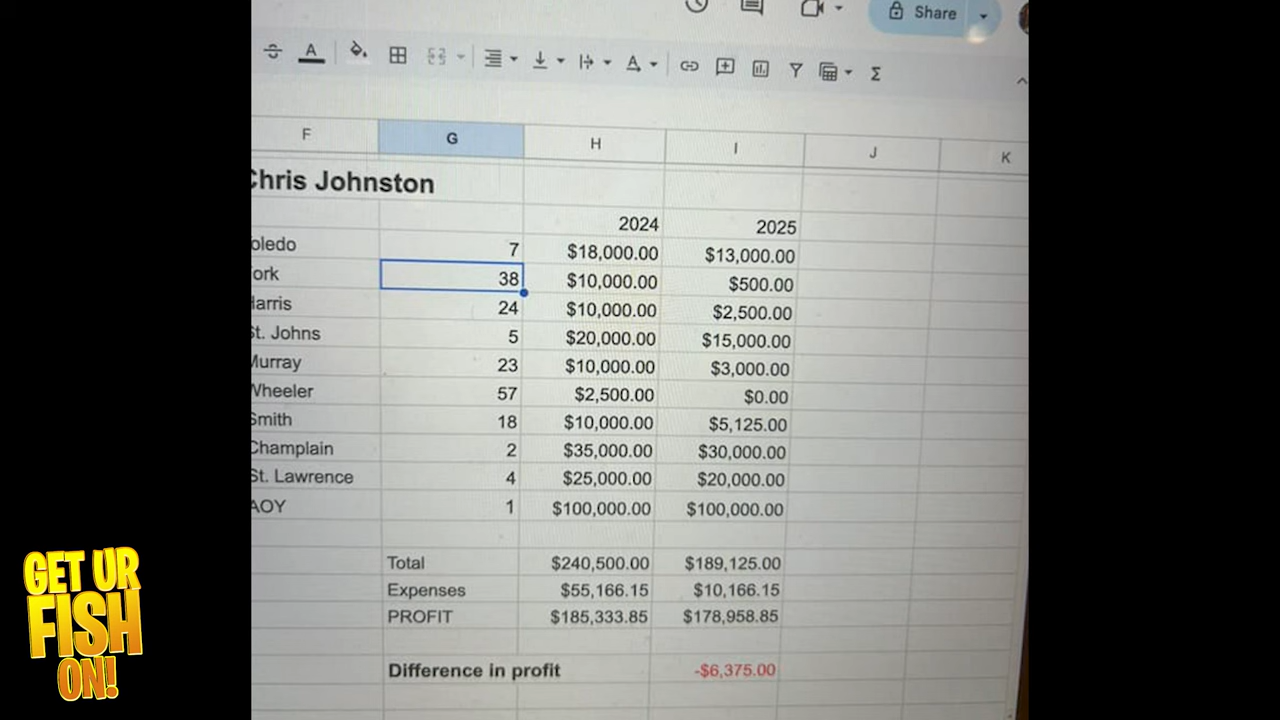 Share
F G H I J K
Chris Johnston
2024 2025
oledo 7 $18,000.00 $13,000.00
ork 38 $10,000.00 $500.00
Harris 24 $10,000.00 $2,500.00
St. Johns 5 $20,000.00 $15,000.00
Murray 23 $10,000.00 $3,000.00
Wheeler 57 $2,500.00 $0.00
Smith 18 $10,000.00 $5,125.00
Champlain 2 $35,000.00 $30,000.00
St. Lawrence 4 $25,000.00 $20,000.00
AOY 1 $100,000.00 $100,000.00
Total $240,500.00 $189,125.00
Expenses $55,166.15 $10,166.15
PROFIT $185,333.85 $178,958.85
Difference in profit -$6,375.00
GET UR
FISH
ON!